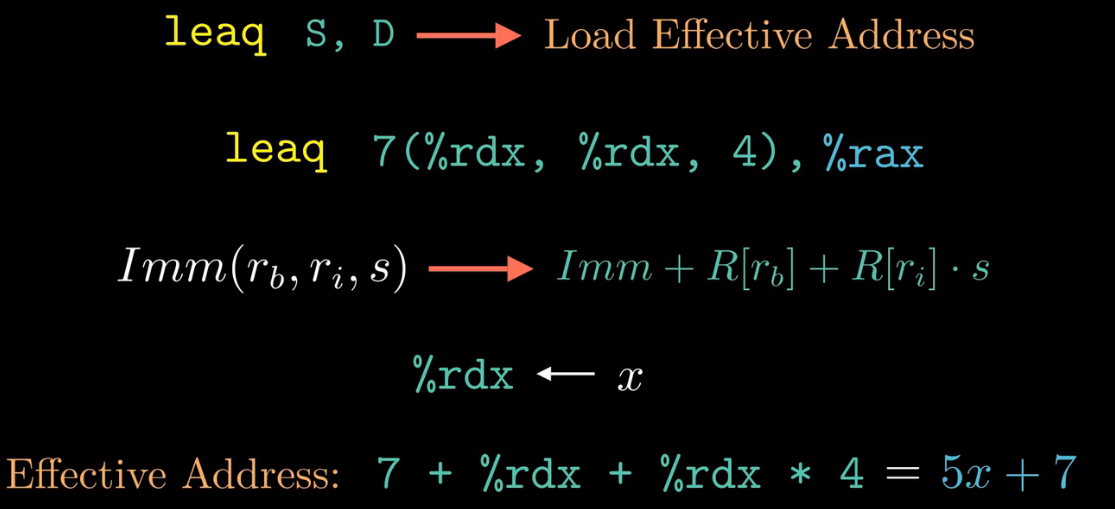 leaq S, D ⟶ Load Effective Address
leaq 7(%rdx, %rdx, 4), %rax
Imm(r_b, r_i, s) ⟶ Imm + R[r_b] + R[r_i] · s
%rdx ⟵ x
Effective Address: 7 + %rdx + %rdx * 4 = 5x + 7